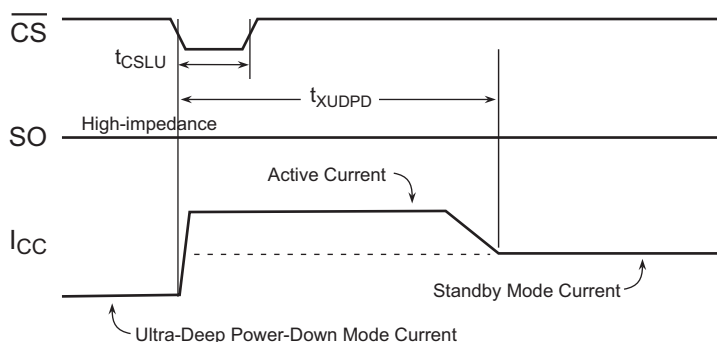 CS
tCSLU
tXUDPD
High-impedance
SO
Active Current
ICC
Standby Mode Current
Ultra-Deep Power-Down Mode Current